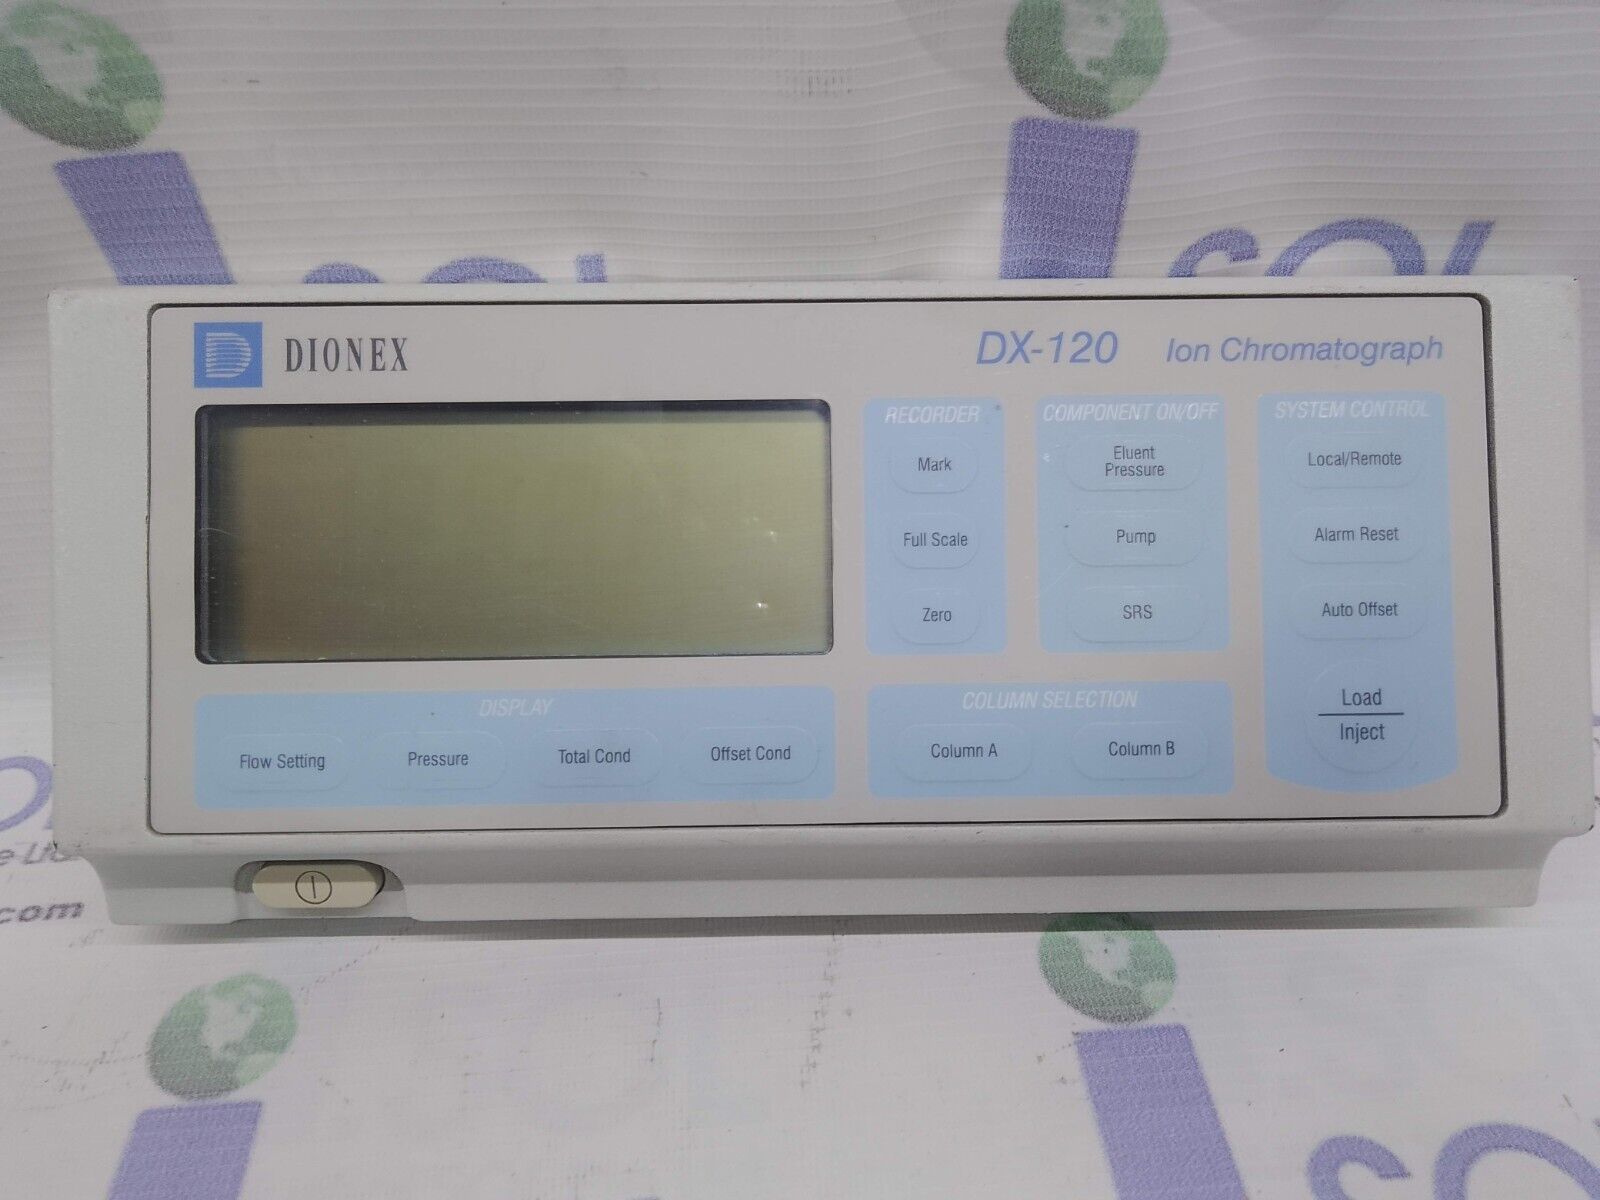 DIONEX
DX-120 Ion Chromatograph
RECORDER
Mark
Full Scale
Zero
COMPONENT ON/OFF
Eluent
Pressure
Pump
SRS
SYSTEM CONTROL
Local/Remote
Alarm Reset
Auto Offset
Load
Inject
DISPLAY
Flow Setting
Pressure
Total Cond
Offset Cond
COLUMN SELECTION
Column A
Column B
isol
.com